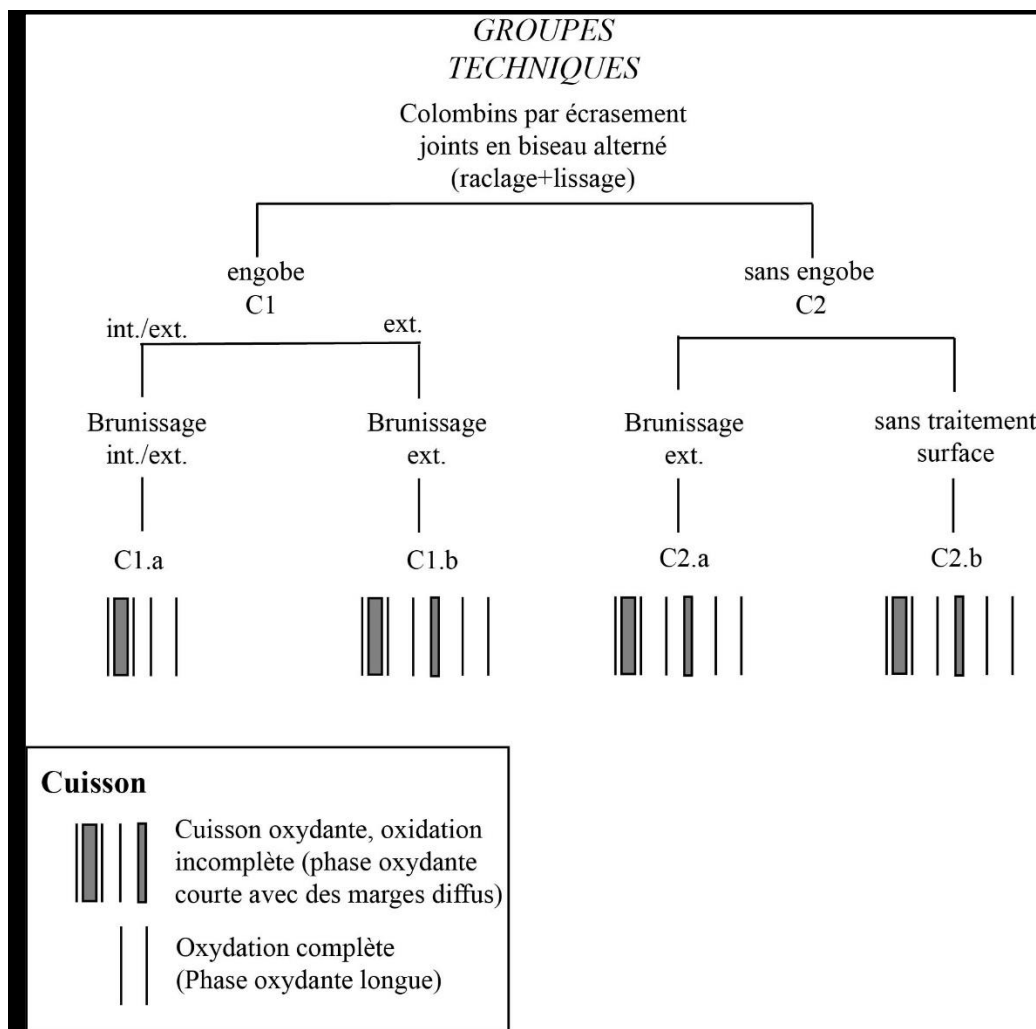 GROUPES
TECHNIQUES
Colombins par écrasement
joints en biseau alterné
(raclage+lissage)
engobe
C1
sans engobe
C2
int./ext.
ext.
Brunissage
int./ext.
Brunissage
ext.
Brunissage
ext.
sans traitement
surface
C1.a
C1.b
C2.a
C2.b
Cuisson
Cuisson oxydante, oxidation
incomplète (phase oxydante
courte avec des marges diffus)
Oxydation complète
(Phase oxydante longue)